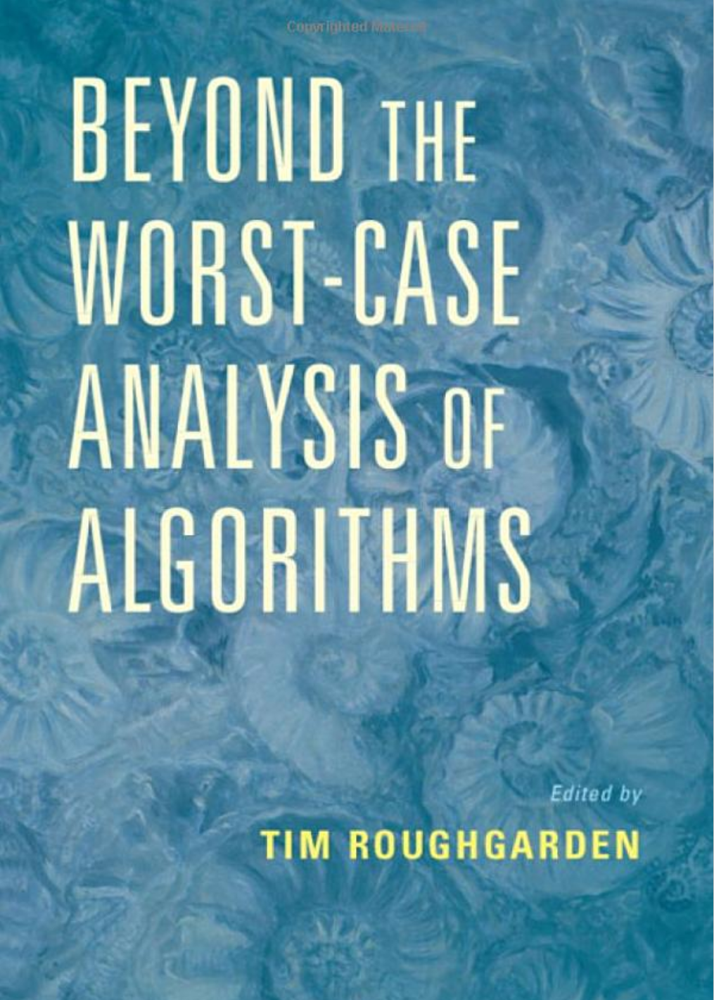 Copyrighted Material
BEYOND THE
WORST-CASE
ANALYSIS OF
ALGORITHMS
Edited by
TIM ROUGHGARDEN